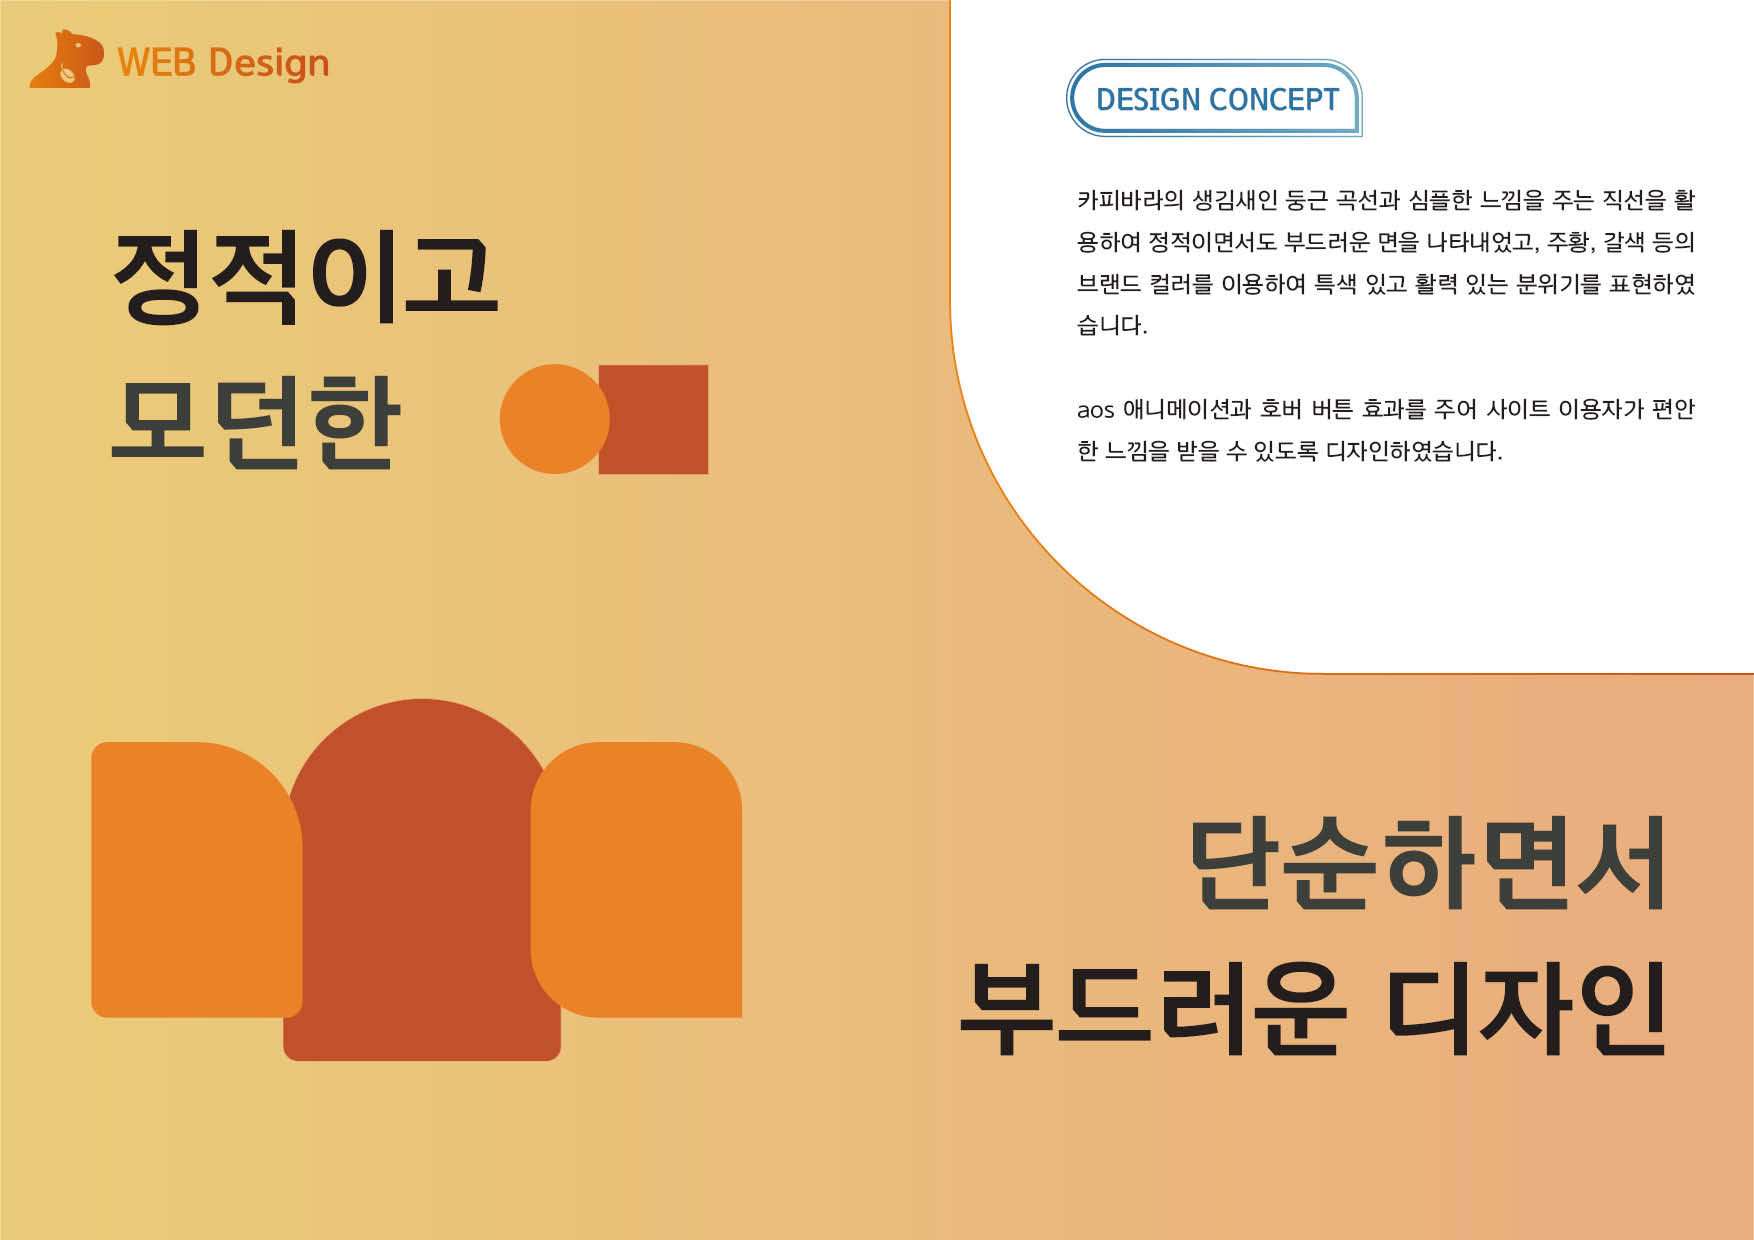 WEB Design
정적이고
모던한
DESIGN CONCEPT
카피바라의 생김새인 둥근 곡선과 심플한 느낌을 주는 직선을 활
용하여 정적이면서도 부드러운 면을 나타내었고, 주황, 갈색 등의
브랜드 컬러를 이용하여 특색 있고 활력 있는 분위기를 표현하였
습니다.
aos 애니메이션과 호버 버튼 효과를 주어 사이트 이용자가 편안
한 느낌을 받을 수 있도록 디자인하였습니다.
단순하면서
부드러운 디자인